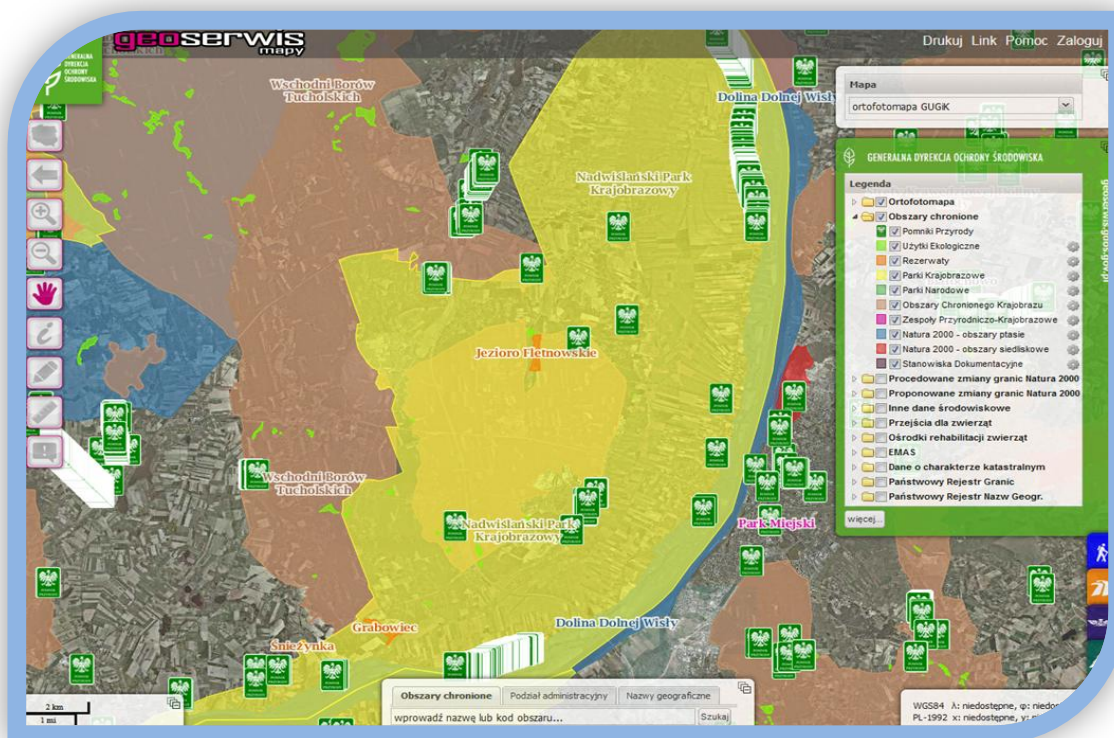 geoserwis
mapy
GENERALNA
DYREKCJA
OCHRONY
ŚRODOWISKA
Drukuj Link Pomoc Zaloguj
Wschodni Borów
Tucholskich
Dolina Dolnej Wisły
Nadwiślański Park
Krajobrazowy
Jezioro Fletnowskie
Wschodni Borów
Tucholskich
Nadwiślański Park
Krajobrazowy
Park Miejski
Grabowiec
Śnieżynka
Dolina Dolnej Wisły
Mapa
ortofotomapa GUGiK
GENERALNA DYREKCJA OCHRONY ŚRODOWISKA
Legenda
Ortofotomapa
Obszary chronione
Pomniki Przyrody
Użytki Ekologiczne
Rezerwaty
Parki Krajobrazowe
Parki Narodowe
Obszary Chronionego Krajobrazu
Zespoły Przyrodniczo-Krajobrazowe
Natura 2000 - obszary ptasie
Natura 2000 - obszary siedliskowe
Stanowiska Dokumentacyjne
Procedowane zmiany granic Natura 2000
Proponowane zmiany granic Natura 2000
Inne dane środowiskowe
Przejścia dla zwierząt
Ośrodki rehabilitacji zwierząt
EMAS
Dane o charakterze katastralnym
Państwowy Rejestr Granic
Państwowy Rejestr Nazw Geogr.
więcej...
2 km
1 mi
Obszary chronione Podział administracyjny Nazwy geograficzne
wprowadź nazwę lub kod obszaru... Szukaj
WGS84 λ: niedostępne, φ:
PL-1992 x: niedostępne, y: